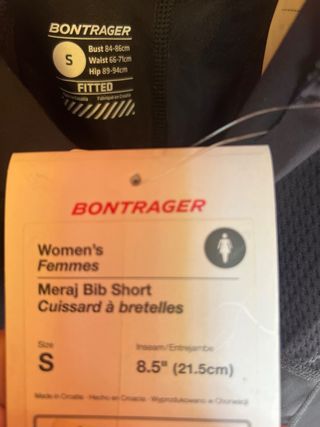 BONTRAGER
S
Bust 84-86cm
Waist 66-71cm
Hip 89-94cm
FITTED
BONTRAGER
Women's
Femmes
Meraj Bib Short
Cuissard à bretelles
Size
S
Inseam/Entrejambe
8.5" (21.5cm)
Made in Croatia · Hecho en Croacia · Wyprodukowano w Chorwacji